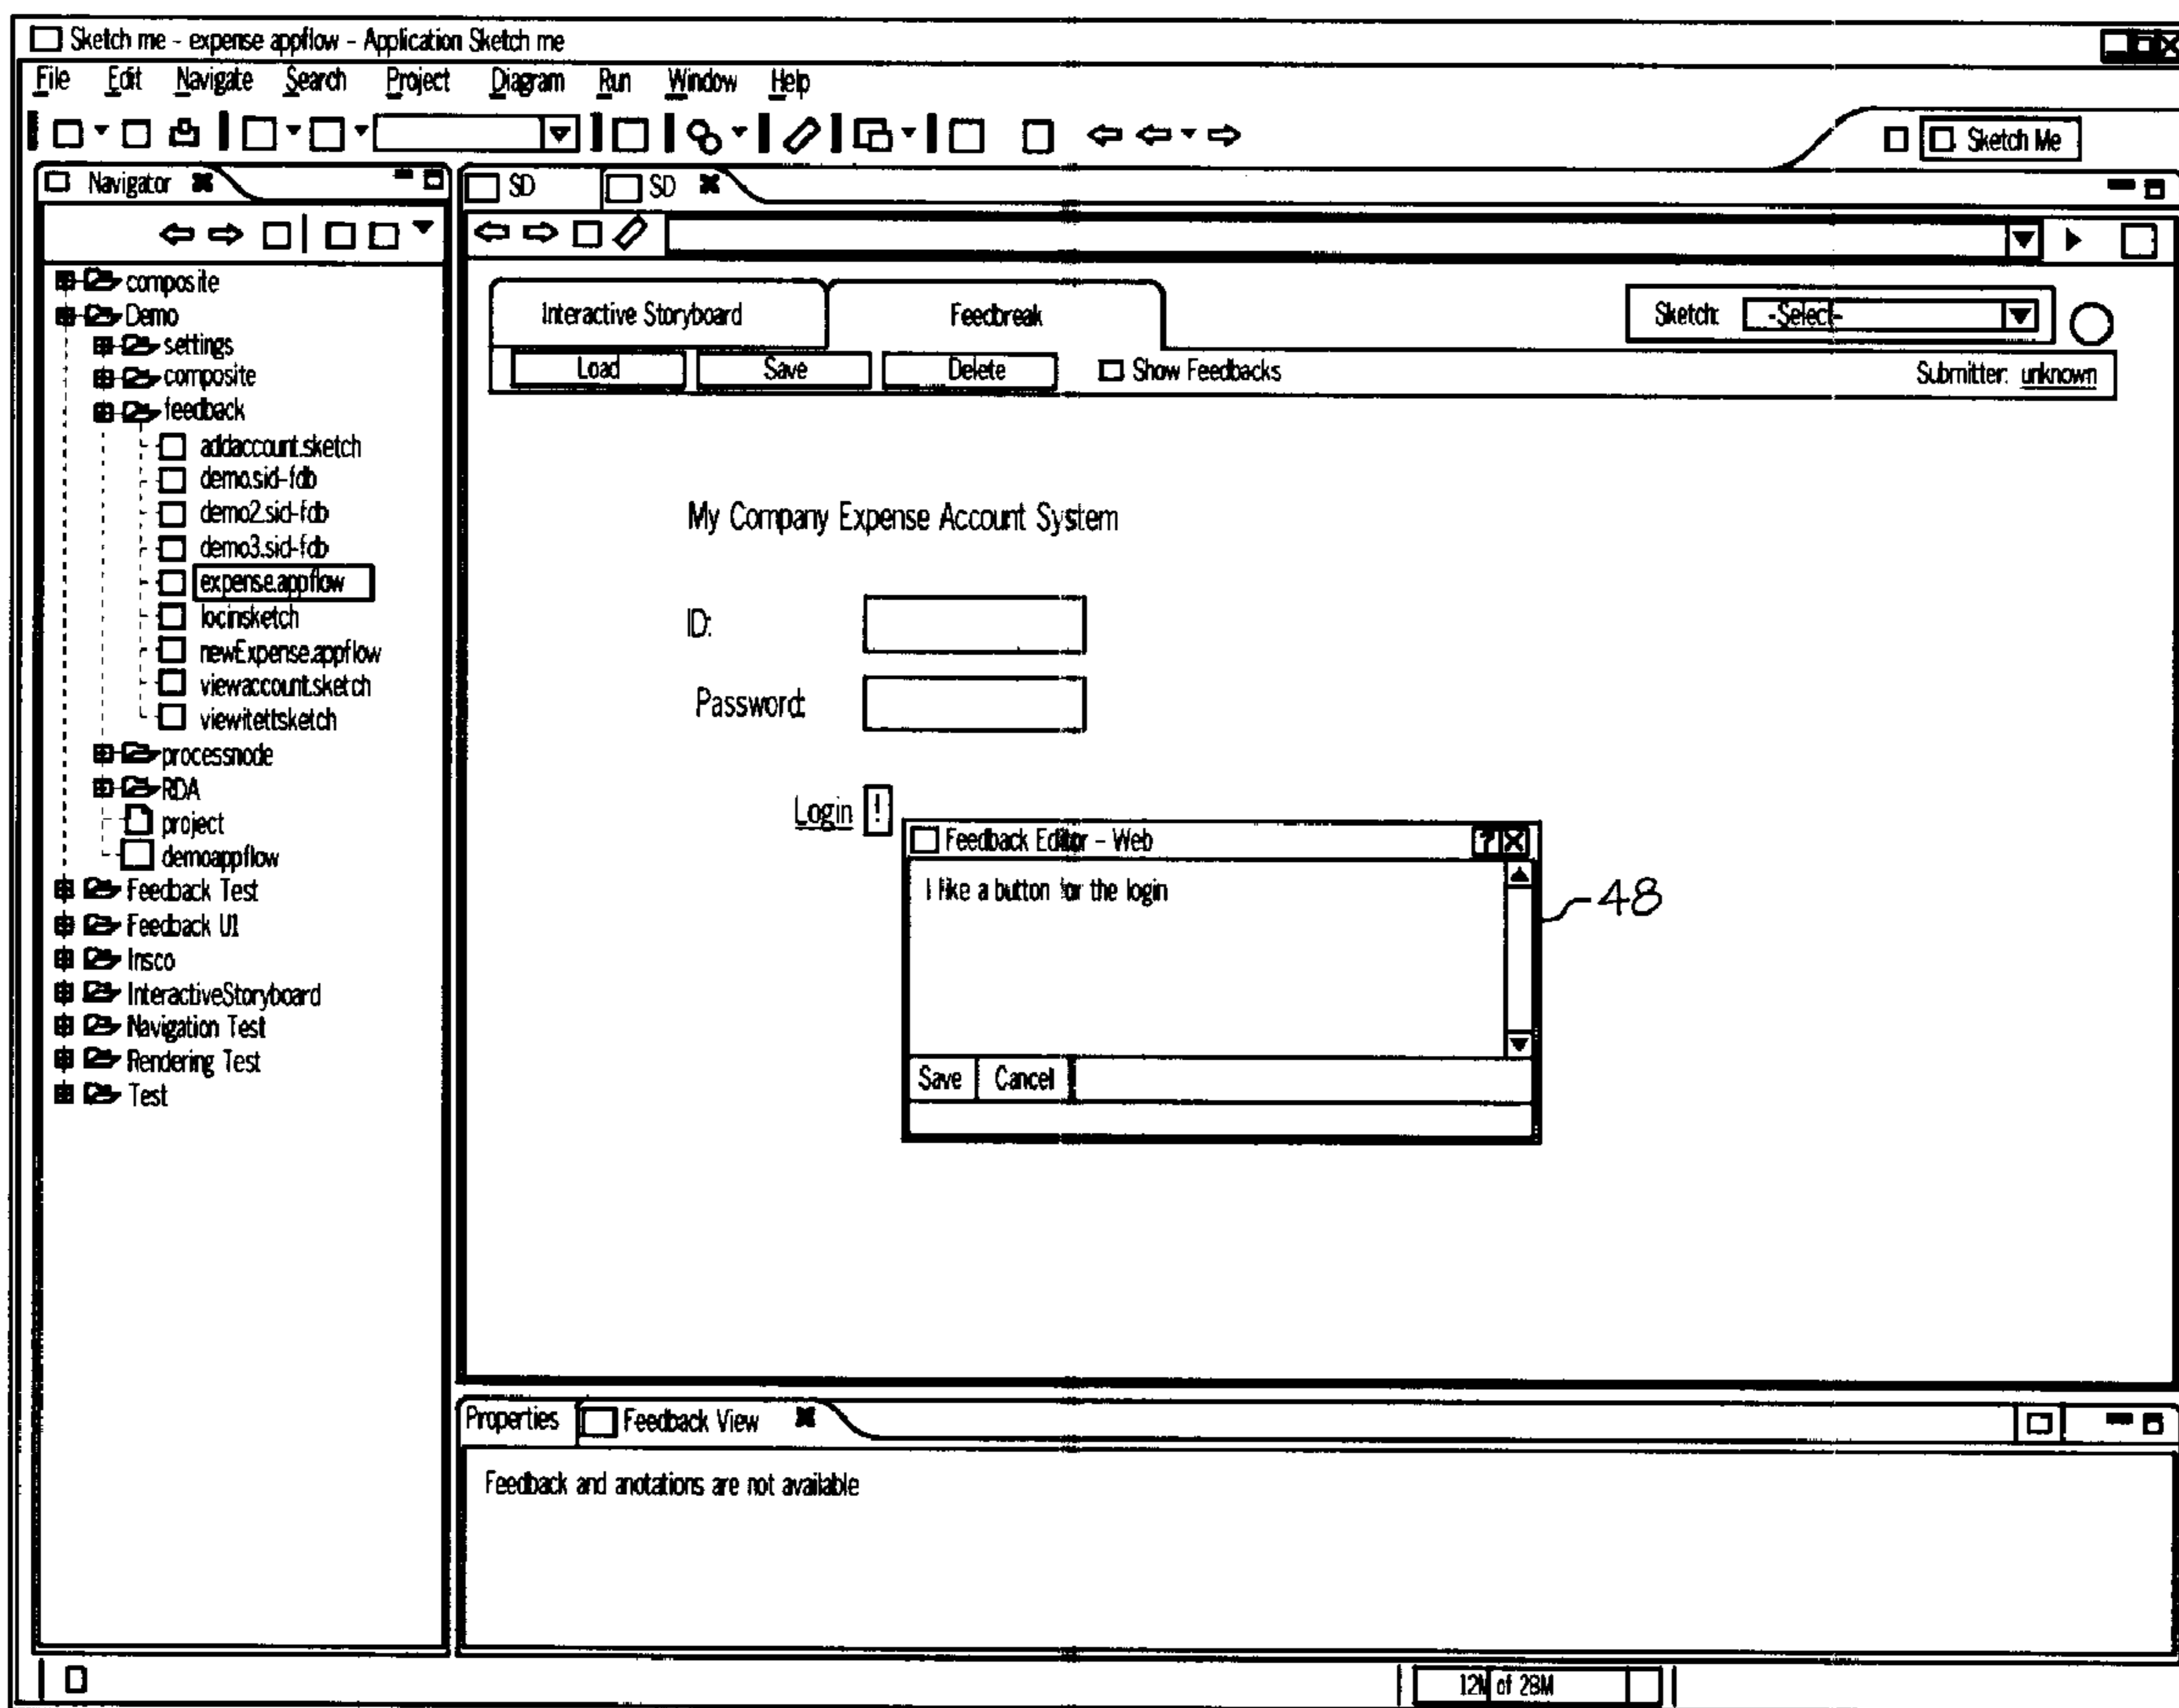 Sketch me - expense appflow - Application Sketch me
File Edit Navigate Search Project Diagram Run Window Help
Sketch Me
Navigator
SD SD
composite
Demo
settings
composite
feedback
addaccount.sketch
demo.sid-fdb
demo2.sid-fdb
demo3.sid-fdb
expense.appflow
locinsketch
newExpense.appflow
viewaccount.sketch
viewitettsketch
processnode
RDA
project
demoappflow
Feedback Test
Feedback UI
Insco
InteractiveStoryboard
Navigation Test
Rendering Test
Test
Interactive Storyboard Feedbreak
Sketch: -Select-
Load Save Delete Show Feedbacks
Submitter: unknown
My Company Expense Account System
ID:
Password:
Login !
Feedback Editor - Web ? X
I like a button for the login
48
Save Cancel
Properties Feedback View
Feedback and anotations are not available
12M of 28M